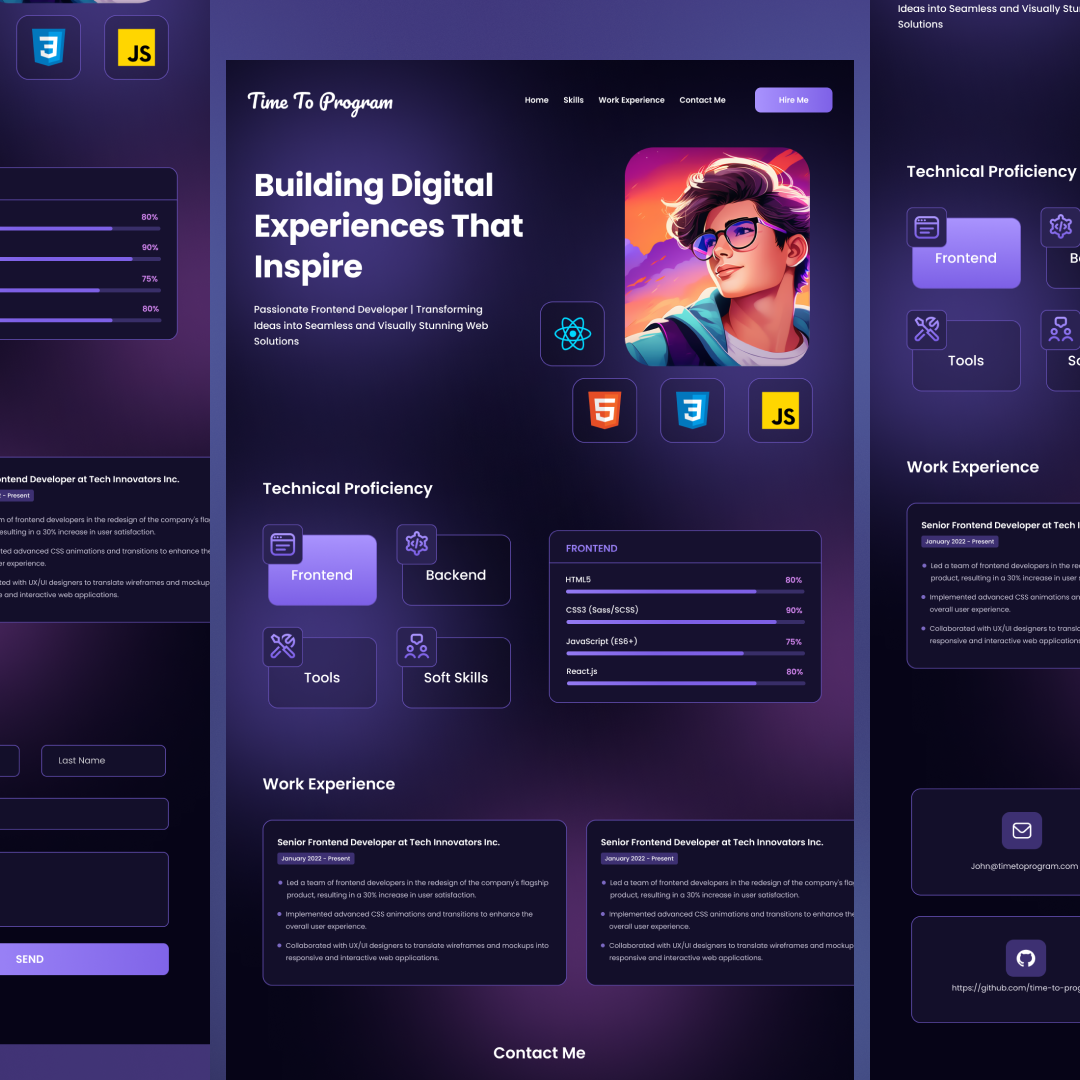 JS
80%
90%
75%
80%
Frontend Developer at Tech Innovators Inc.
- Present
of frontend developers in the redesign of the company's
resulting in a 30% increase in user satisfaction.
advanced CSS animations and transitions to enhance the
experience.
with UX/UI designers to translate wireframes and mockups
and interactive web applications.
Last Name
SEND
Time To Program
Home
Skills
Work Experience
Contact Me
Hire Me
Building Digital
Experiences That
Inspire
Passionate Frontend Developer | Transforming
Ideas into Seamless and Visually Stunning Web
Solutions
5
3
JS
Technical Proficiency
Frontend
Backend
Tools
Soft Skills
FRONTEND
HTML5
80%
CSS3 (Sass/SCSS)
90%
JavaScript (ES6+)
75%
React.js
80%
Work Experience
Senior Frontend Developer at Tech Innovators Inc.
January 2022 - Present
Led a team of frontend developers in the redesign of the company's flagship
product, resulting in a 30% increase in user satisfaction.
Implemented advanced CSS animations and transitions to enhance the
overall user experience.
Collaborated with UX/UI designers to translate wireframes and mockups into
responsive and interactive web applications.
Senior Frontend Developer at Tech Innovators Inc.
January 2022 - Present
Led a team of frontend developers in the redesign of the company's
product, resulting in a 30% increase in user satisfaction.
Implemented advanced CSS animations and transitions to enhance the
overall user experience.
Collaborated with UX/UI designers to translate wireframes and mockups
responsive and interactive web applications.
Contact Me
Ideas into Seamless and Visually
Solutions
Technical Proficiency
Frontend
Tools
Work Experience
Senior Frontend Developer at Tech
January 2022 - Present
Led a team of frontend developers in the
product, resulting in a 30% increase in user
Implemented advanced CSS animations
overall user experience.
Collaborated with UX/UI designers to
responsive and interactive web applications
John@timetoprogram.com
https://github.com/time-to-prog